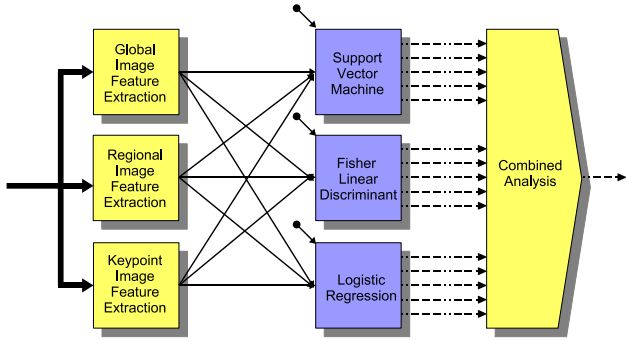 Global
Image
Feature
Extraction
Regional
Image
Feature
Extraction
Keypoint
Image
Feature
Extraction
Support
Vector
Machine
Fisher
Linear
Discriminant
Logistic
Regression
Combined
Analysis